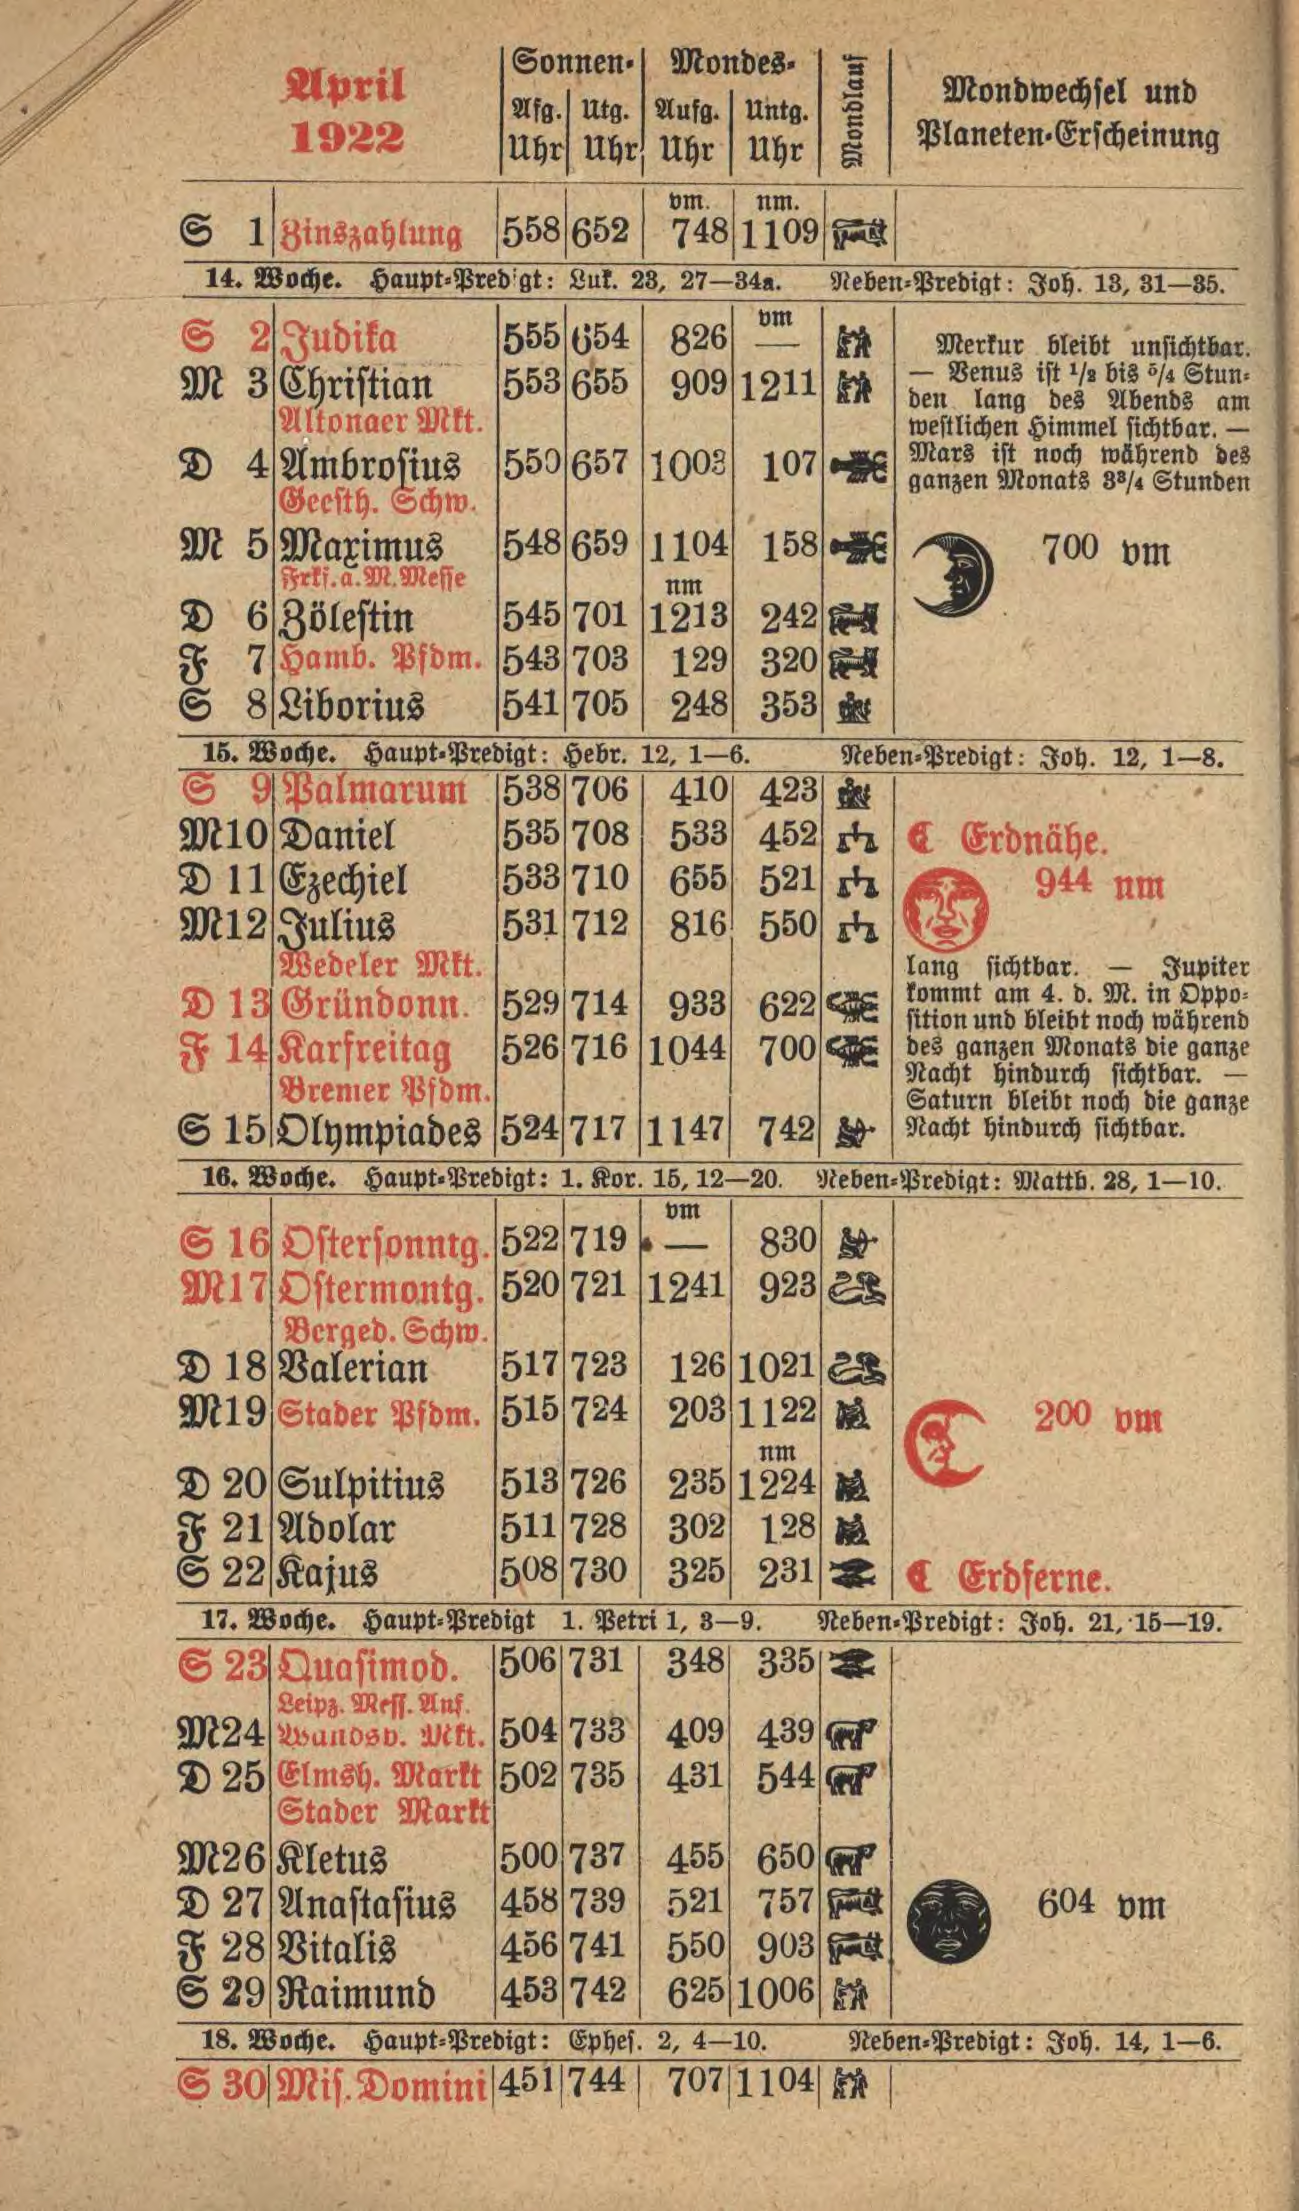 April
1922
Sonnen-
Mondes-
Mondlauf
Mondwechsel und
Planeten-Erscheinung
Afg. Utg. Aufg. Untg.
Uhr Uhr Uhr Uhr
vm. nm.
S 1 Zinszahlung 558 652 748 1109
14. Woche. Haupt-Predigt: Luk. 23, 27—34a. Neben-Predigt: Joh. 13, 31—35.
vm
S 2 Judika 555 654 826 —
M 3 Christian 553 655 909 1211
Altonaer Mkt.
D 4 Ambrosius 550 657 1003 107
Geesth. Schw.
M 5 Maximus 548 659 1104 158
Frkf. a. M. Messe
nm
D 6 Zölestin 545 701 1213 242
F 7 Hamb. Pfdm. 543 703 129 320
S 8 Liborius 541 705 248 353
Merkur bleibt unsichtbar.
— Venus ist 1/2 bis 5/4 Stun-
den lang des Abends am
westlichen Himmel sichtbar. —
Mars ist noch während des
ganzen Monats 3 3/4 Stunden
700 vm
15. Woche. Haupt-Predigt: Hebr. 12, 1—6. Neben-Predigt: Joh. 12, 1—8.
S 9 Palmarum 538 706 410 423
M 10 Daniel 535 708 533 452
D 11 Ezechiel 533 710 655 521
M 12 Julius 531 712 816 550
Wedeler Mkt.
D 13 Gründonn. 529 714 933 622
F 14 Karfreitag 526 716 1044 700
Bremer Pfdm.
S 15 Olympiades 524 717 1147 742
☾ Erdnähe.
944 nm
lang sichtbar. — Jupiter
kommt am 4. d. M. in Oppo-
sition und bleibt noch während
des ganzen Monats die ganze
Nacht hindurch sichtbar. —
Saturn bleibt noch die ganze
Nacht hindurch sichtbar.
16. Woche. Haupt-Predigt: 1. Kor. 15, 12—20. Neben-Predigt: Matth. 28, 1—10.
vm
S 16 Ostersonntg. 522 719 — 830
M 17 Ostermontg. 520 721 1241 923
Berged. Schw.
D 18 Valerian 517 723 126 1021
M 19 Stader Pfdm. 515 724 203 1122
nm
D 20 Sulpitius 513 726 235 1224
F 21 Adolar 511 728 302 128
S 22 Kajus 508 730 325 231
200 vm
☾ Erdferne.
17. Woche. Haupt-Predigt 1. Petri 1, 3—9. Neben-Predigt: Joh. 21, 15—19.
S 23 Quasimod. 506 731 348 335
Leipz. Mess. Anf.
M 24 Wandsb. Mkt. 504 733 409 439
D 25 Elmsh. Markt 502 735 431 544
Stader Markt
M 26 Kletus 500 737 455 650
D 27 Anastasius 458 739 521 757
F 28 Vitalis 456 741 550 903
S 29 Raimund 453 742 625 1006
604 vm
18. Woche. Haupt-Predigt: Ephes. 2, 4—10. Neben-Predigt: Joh. 14, 1—6.
S 30 Mis. Domini 451 744 707 1104